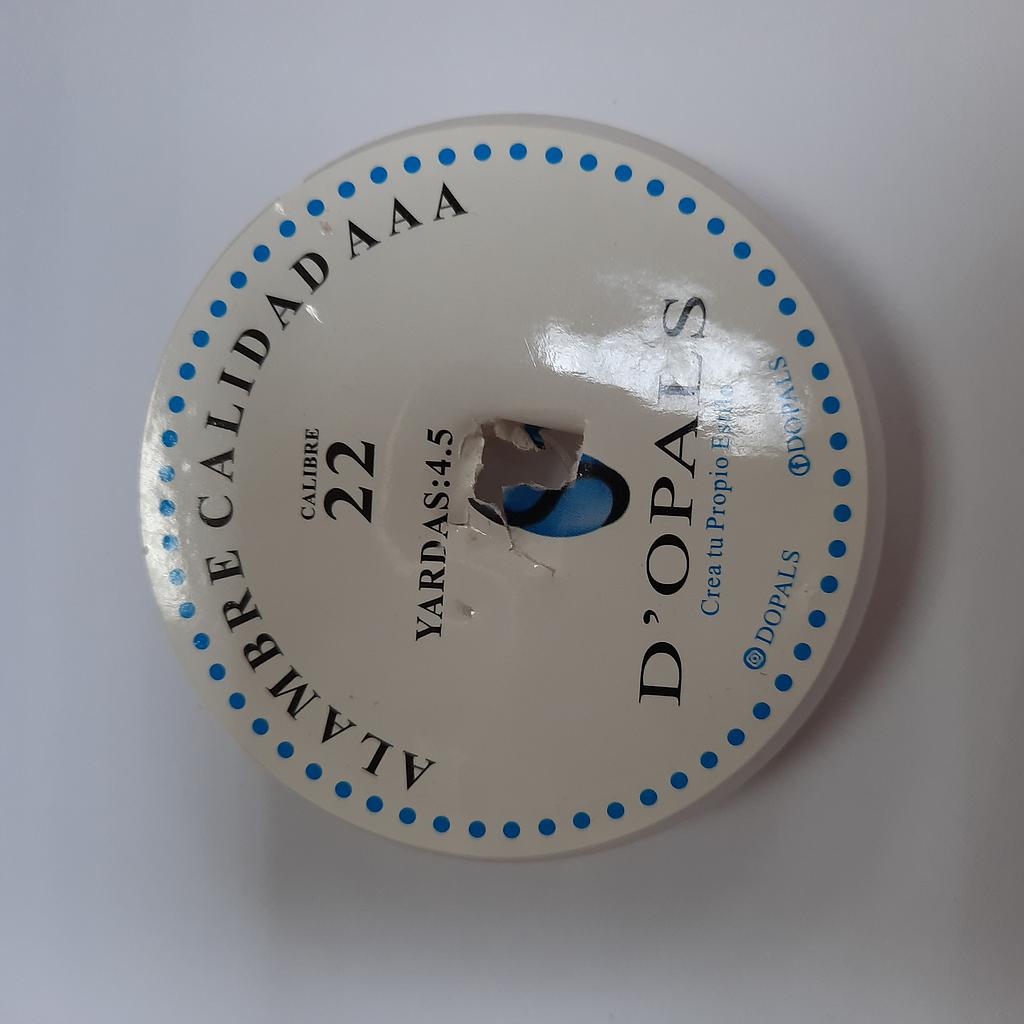 ALAMBRE CALIDAD AAA
CALIBRE
22
YARDAS:4.5
D'OPALS
Crea tu Propio Estilo
DOPALS
DOPALS